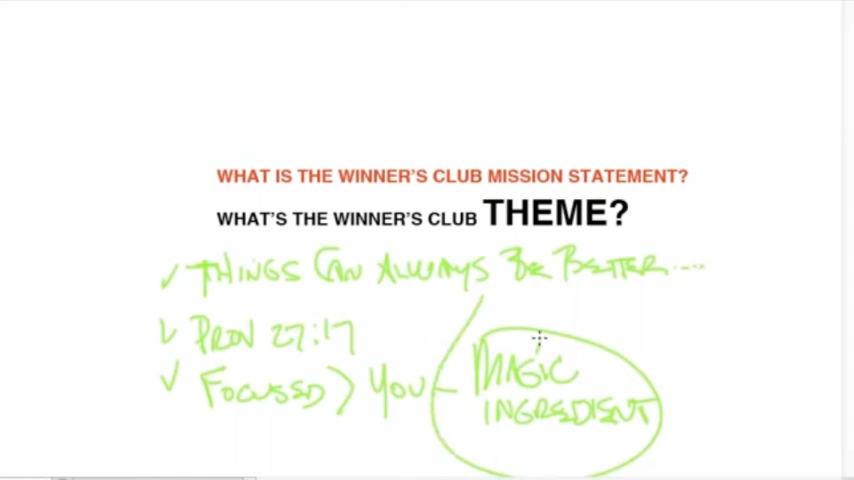 WHAT IS THE WINNER'S CLUB MISSION STATEMENT?
WHAT'S THE WINNER'S CLUB THEME?
THINGS CAN ALWAYS BE BETTER....
PROV 27:17
FOCUSSED) YOU - MAGIC
INGREDIENT